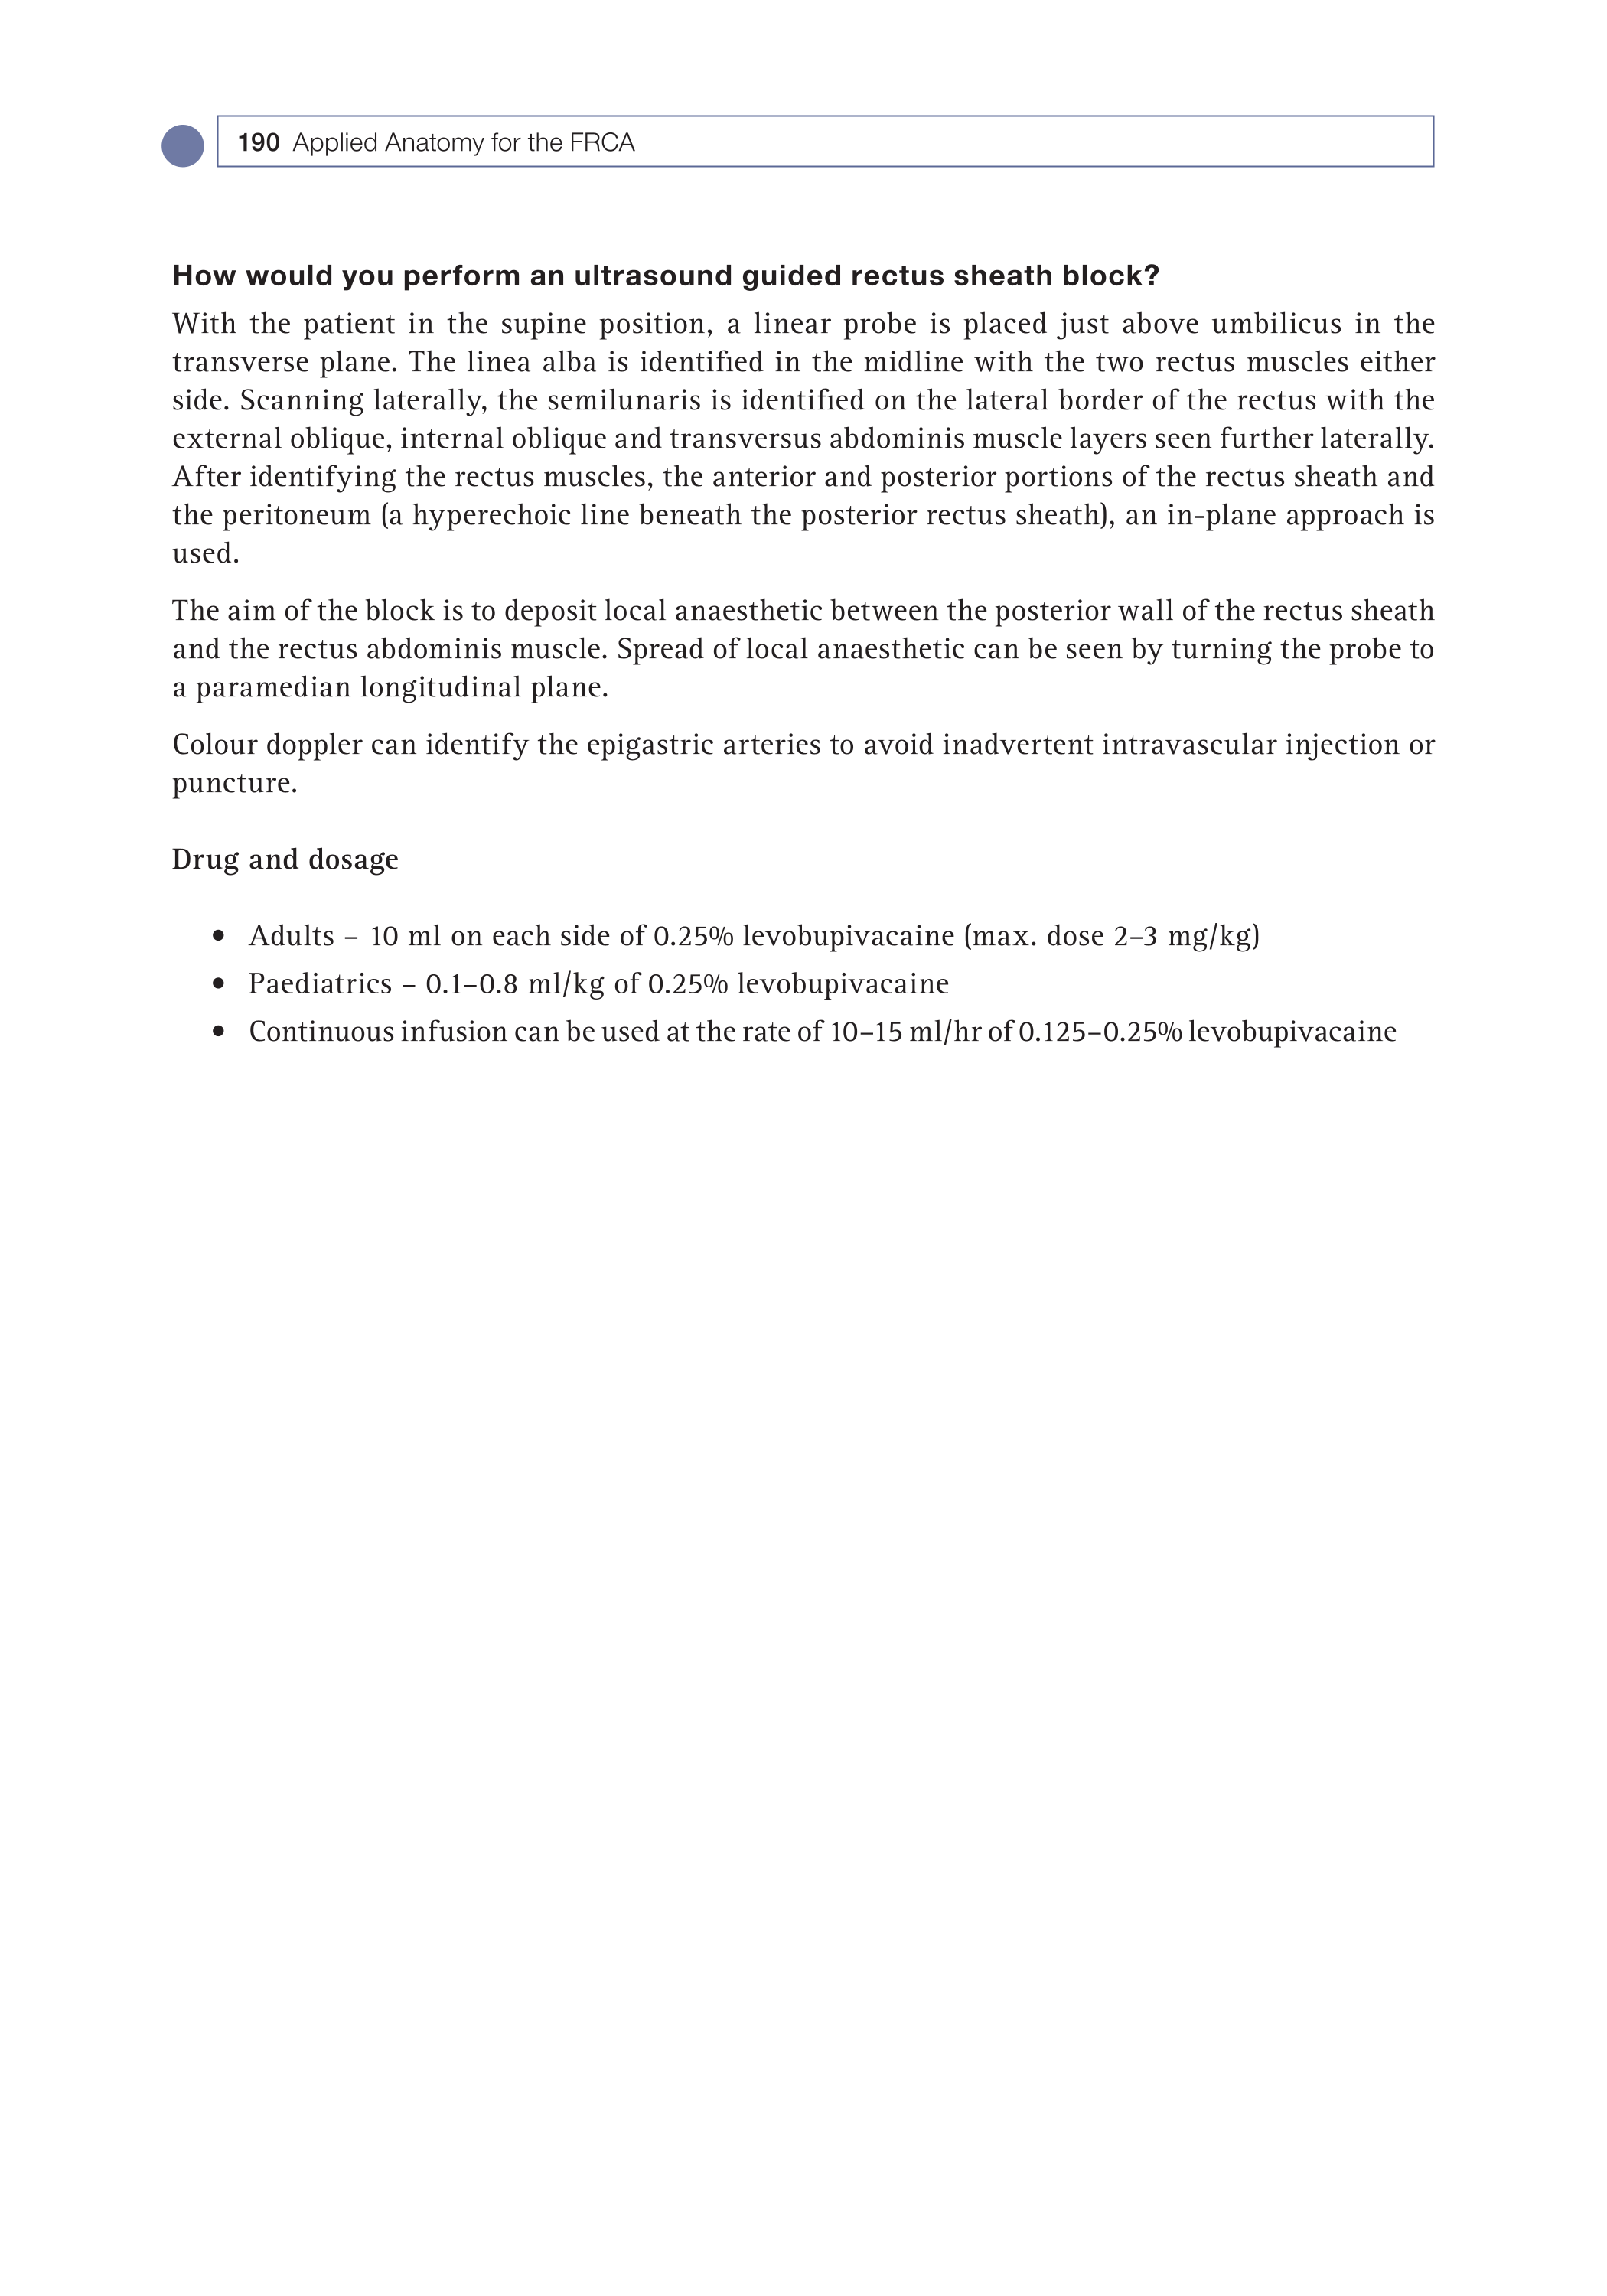 190 Applied Anatomy for the FRCA
How would you perform an ultrasound guided rectus sheath block?
With the patient in the supine position, a linear probe is placed just above umbilicus in the
transverse plane. The linea alba is identified in the midline with the two rectus muscles either
side. Scanning laterally, the semilunaris is identified on the lateral border of the rectus with the
external oblique, internal oblique and transversus abdominis muscle layers seen further laterally.
After identifying the rectus muscles, the anterior and posterior portions of the rectus sheath and
the peritoneum (a hyperechoic line beneath the posterior rectus sheath), an in-plane approach is
used.
The aim of the block is to deposit local anaesthetic between the posterior wall of the rectus sheath
and the rectus abdominis muscle. Spread of local anaesthetic can be seen by turning the probe to
a paramedian longitudinal plane.
Colour doppler can identify the epigastric arteries to avoid inadvertent intravascular injection or
puncture.
Drug and dosage
• Adults – 10 ml on each side of 0.25% levobupivacaine (max. dose 2–3 mg/kg)
• Paediatrics – 0.1–0.8 ml/kg of 0.25% levobupivacaine
• Continuous infusion can be used at the rate of 10–15 ml/hr of 0.125–0.25% levobupivacaine